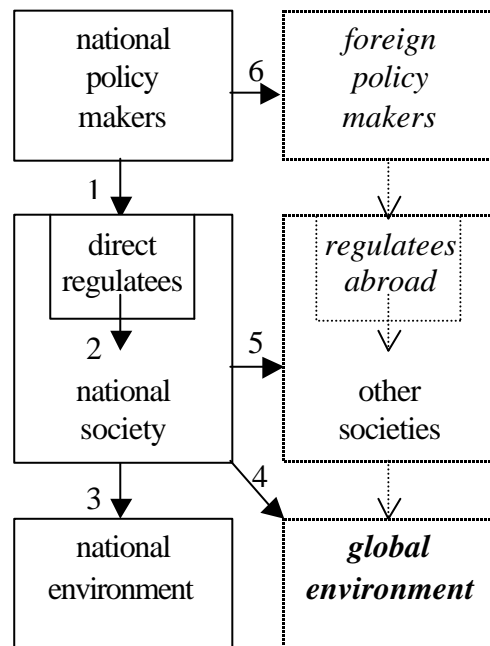 national
policy
makers
6
foreign
policy
makers
1
direct
regulatees
regulatees
abroad
2
5
national
society
other
societies
3
4
national
environment
global
environment